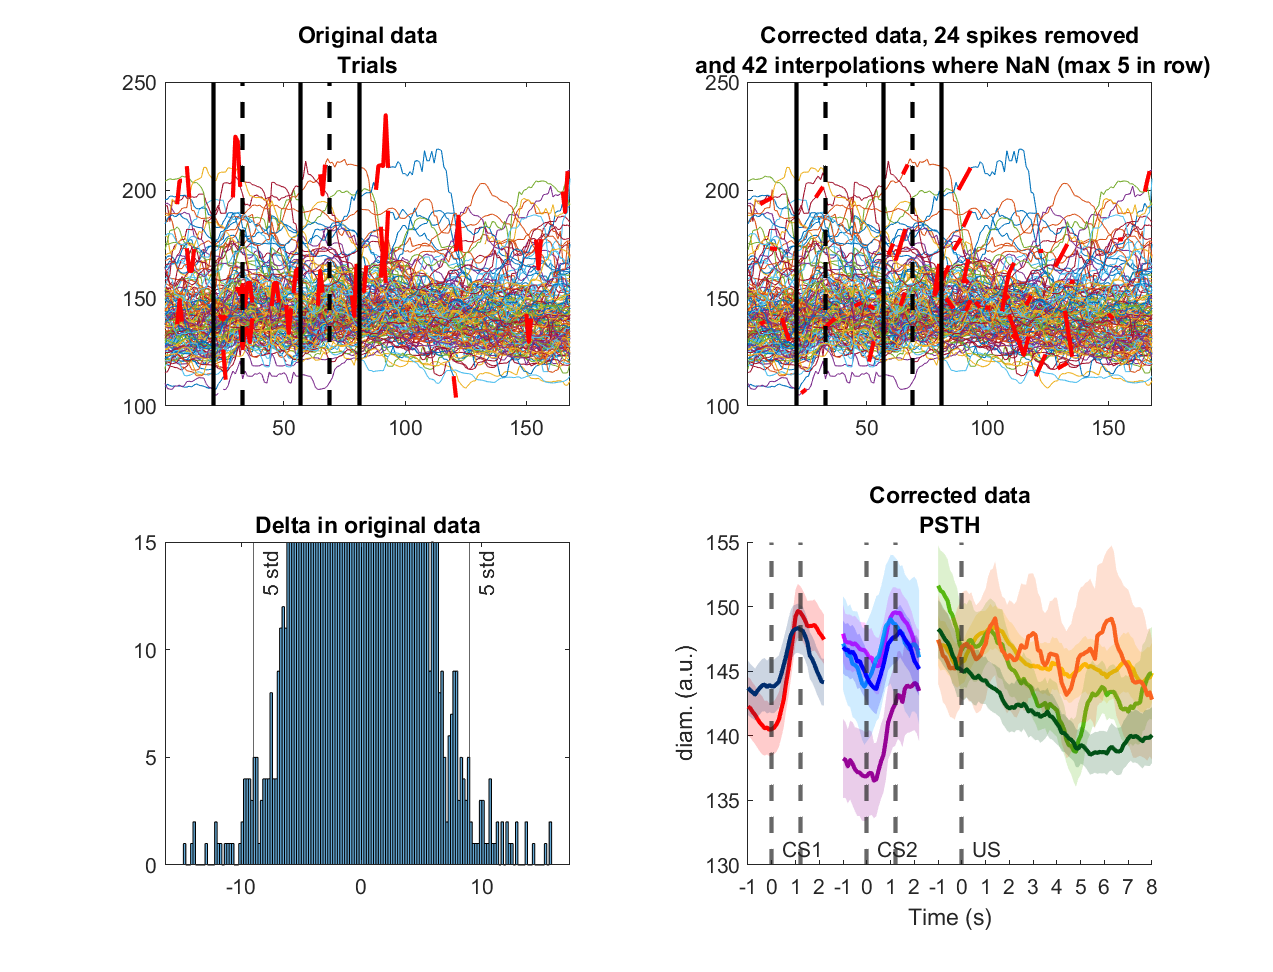 Original data
Trials
250
200
150
100
50
100
150
Corrected data, 24 spikes removed
and 42 interpolations where NaN (max 5 in row)
250
200
150
100
50
100
150
Delta in original data
15
10
5
0
5 std
5 std
-10
0
10
Corrected data
PSTH
diam. (a.u.)
155
150
145
140
135
130
CS1
CS2
US
-1 0 1 2 -1 0 1 2 -1 0 1 2 3 4 5 6 7 8
Time (s)